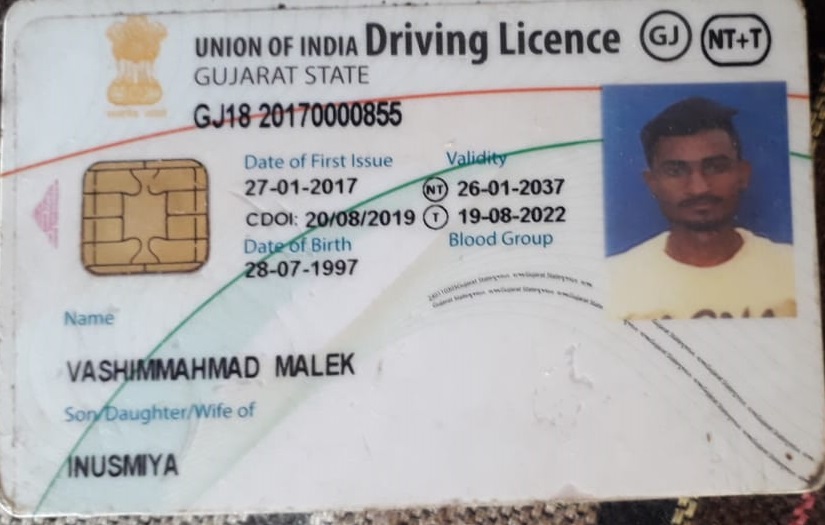 UNION OF INDIA Driving Licence GJ NT+T
GUJARAT STATE
GJ18 20170000855
Date of First Issue Validity
27-01-2017 NT 26-01-2037
CDOI: 20/08/2019 T 19-08-2022
Date of Birth Blood Group
28-07-1997
Name
VASHIMMAHMAD MALEK
Son/Daughter/Wife of
INUSMIYA